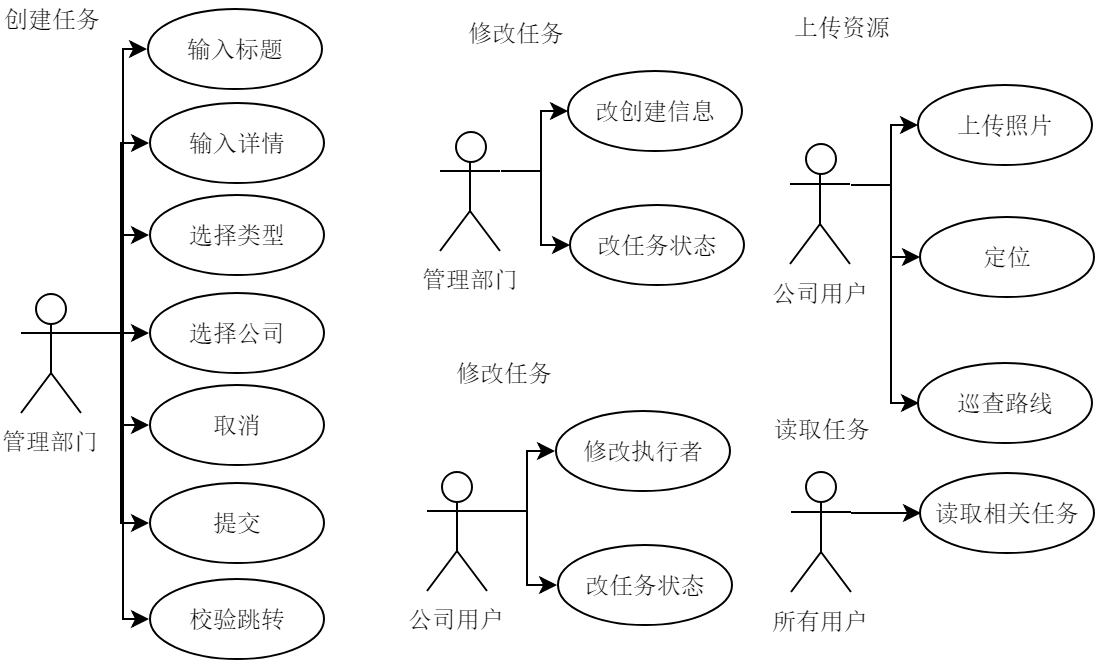 创建任务
输入标题
输入详情
选择类型
选择公司
取消
提交
校验跳转
管理部门
修改任务
改创建信息
改任务状态
管理部门
修改任务
修改执行者
改任务状态
公司用户
上传资源
上传照片
定位
巡查路线
公司用户
读取任务
读取相关任务
所有用户